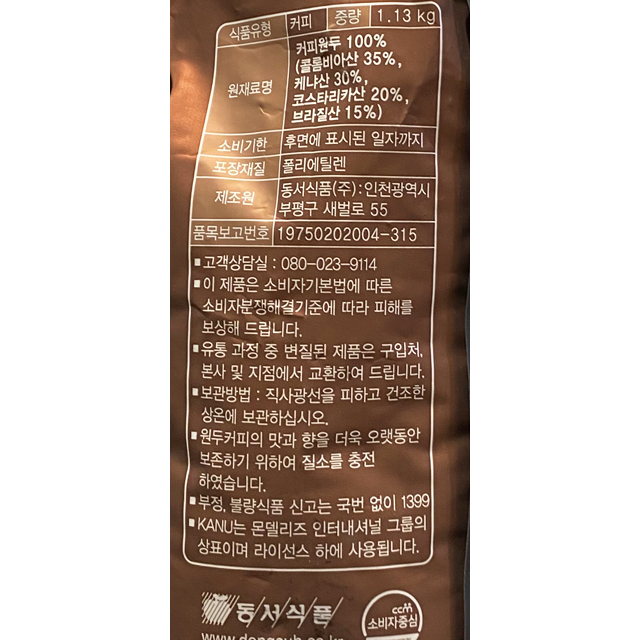 식품유형 커피 중량 1.13 kg
원재료명 커피원두 100%
(콜롬비아산 35%,
케냐산 30%,
코스타리카산 20%,
브라질산 15%)
소비기한 후면에 표시된 일자까지
포장재질 폴리에틸렌
제조원 동서식품(주):인천광역시
부평구 새벌로 55
품목보고번호 19750202004-315
■고객상담실 : 080-023-9114
■이 제품은 소비자기본법에 따른
소비자분쟁해결기준에 따라 피해를
보상해 드립니다.
■유통 과정 중 변질된 제품은 구입처,
본사 및 지점에서 교환하여 드립니다.
■보관방법 : 직사광선을 피하고 건조한
상온에 보관하십시오.
■원두커피의 맛과 향을 더욱 오랫동안
보존하기 위하여 질소를 충전
하였습니다.
■부정, 불량식품 신고는 국번 없이 1399
■KANU는 몬델리즈 인터내셔널 그룹의
상표이며 라이선스 하에 사용됩니다.
동서식품
ccm
소비자중심